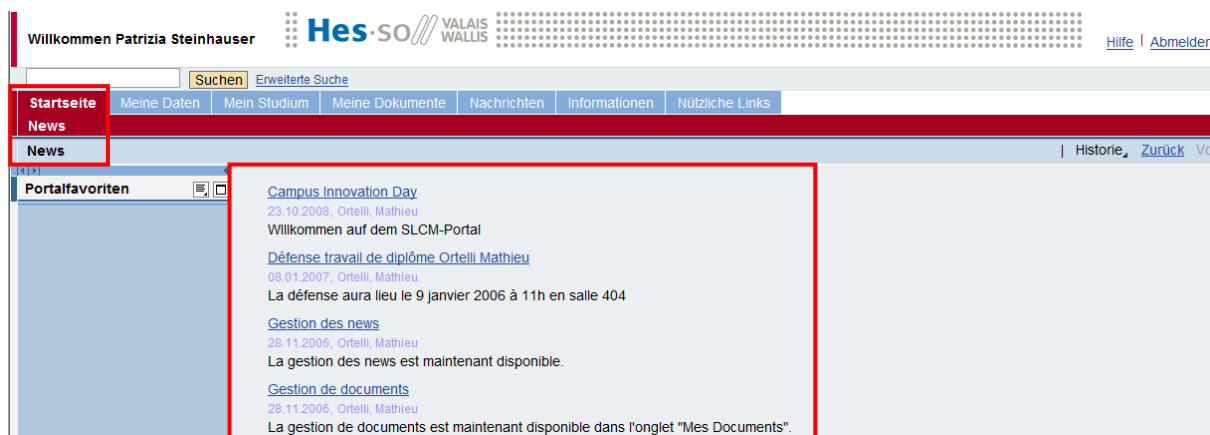 Willkommen Patrizia Steinhauser
Hes·so VALAIS WALLIS
Hilfe | Abmelden
Suchen Erweiterte Suche
Startseite Meine Daten Mein Studium Meine Dokumente Nachrichten Informationen Nützliche Links
News
News | Historie Zurück
Portalfavoriten
Campus Innovation Day
23.10.2008, Ortelli, Mathieu
Willkommen auf dem SLCM-Portal
Défense travail de diplôme Ortelli Mathieu
08.01.2007, Ortelli, Mathieu
La défense aura lieu le 9 janvier 2006 à 11h en salle 404
Gestion des news
28.11.2006, Ortelli, Mathieu
La gestion des news est maintenant disponible.
Gestion de documents
28.11.2006, Ortelli, Mathieu
La gestion de documents est maintenant disponible dans l'onglet "Mes Documents".